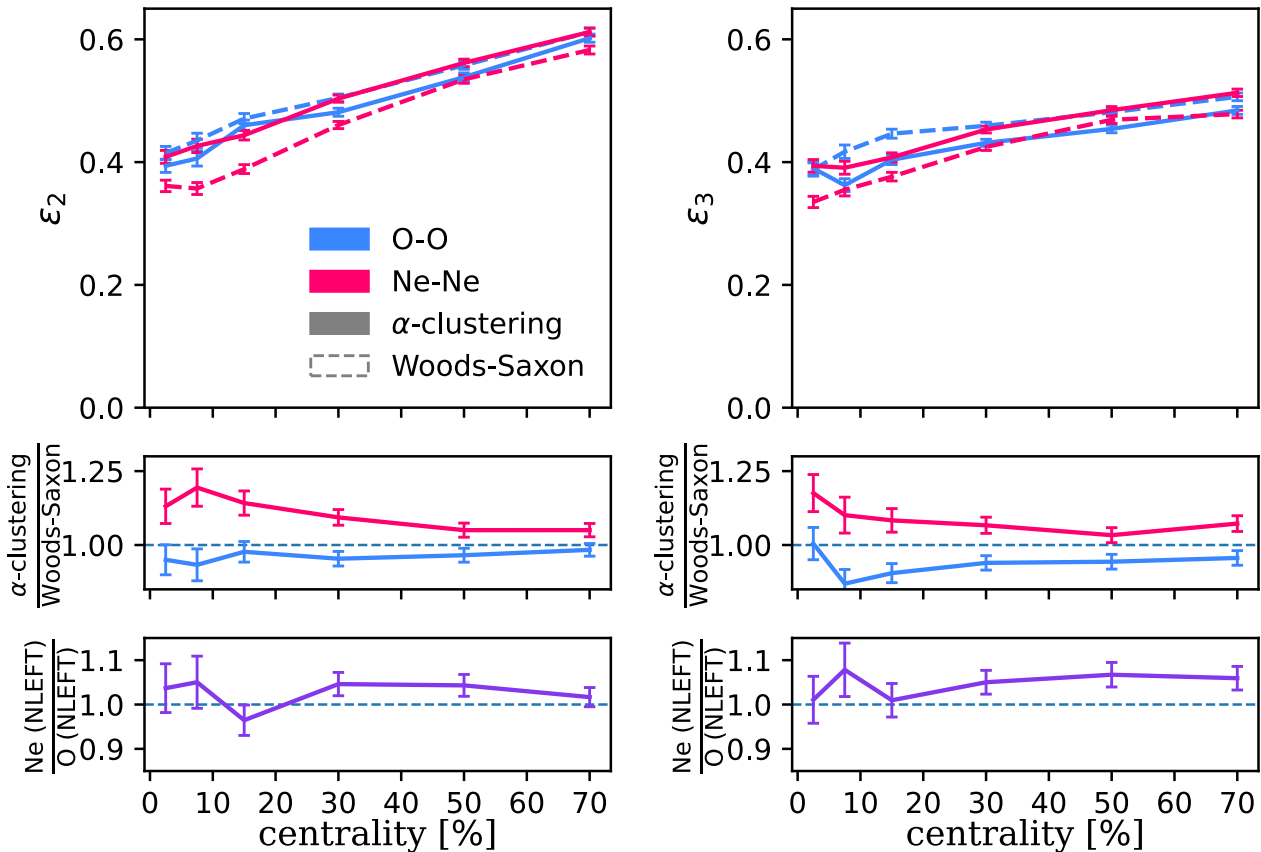 0.6
0.4
0.2
0.0
ε2
O-O
Ne-Ne
α-clustering
Woods-Saxon
0.6
0.4
0.2
0.0
ε3
α-clustering
Woods-Saxon
1.25
1.00
α-clustering
Woods-Saxon
1.25
1.00
Ne (NLEFT)
O (NLEFT)
1.1
1.0
0.9
0 10 20 30 40 50 60 70
centrality [%]
Ne (NLEFT)
O (NLEFT)
1.1
1.0
0.9
0 10 20 30 40 50 60 70
centrality [%]